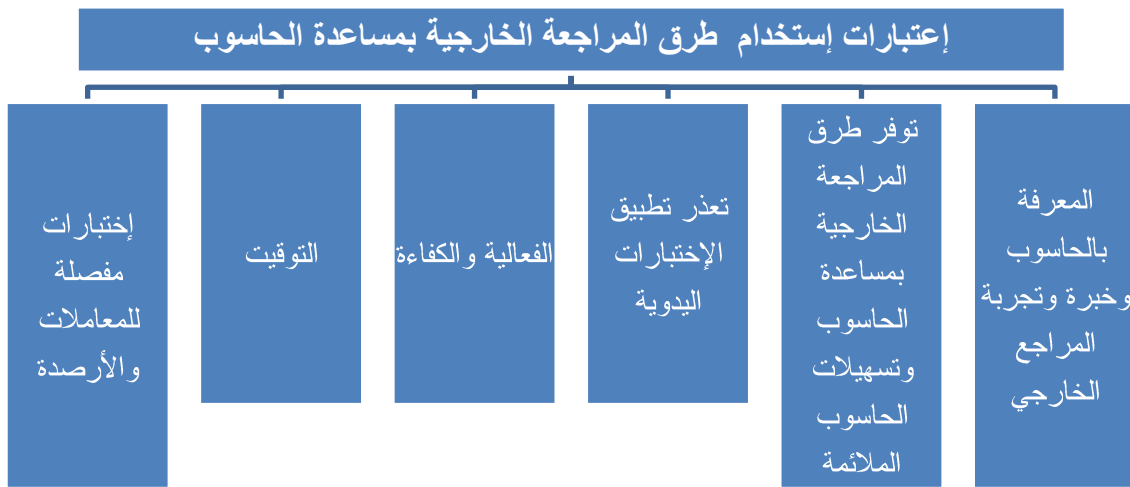 إعتبارات إستخدام طرق المراجعة الخارجية بمساعدة الحاسوب
المعرفة
بالحاسوب
وخبرة وتجربة
المراجع
الخارجي
توفر طرق
المراجعة
الخارجية
بمساعدة
الحاسوب
وتسهيلات
الحاسوب
الملائمة
تعذر تطبيق
الإختبارات
اليدوية
الفعالية والكفاءة
التوقيت
إختبارات
مفصلة
للمعاملات
والأرصدة